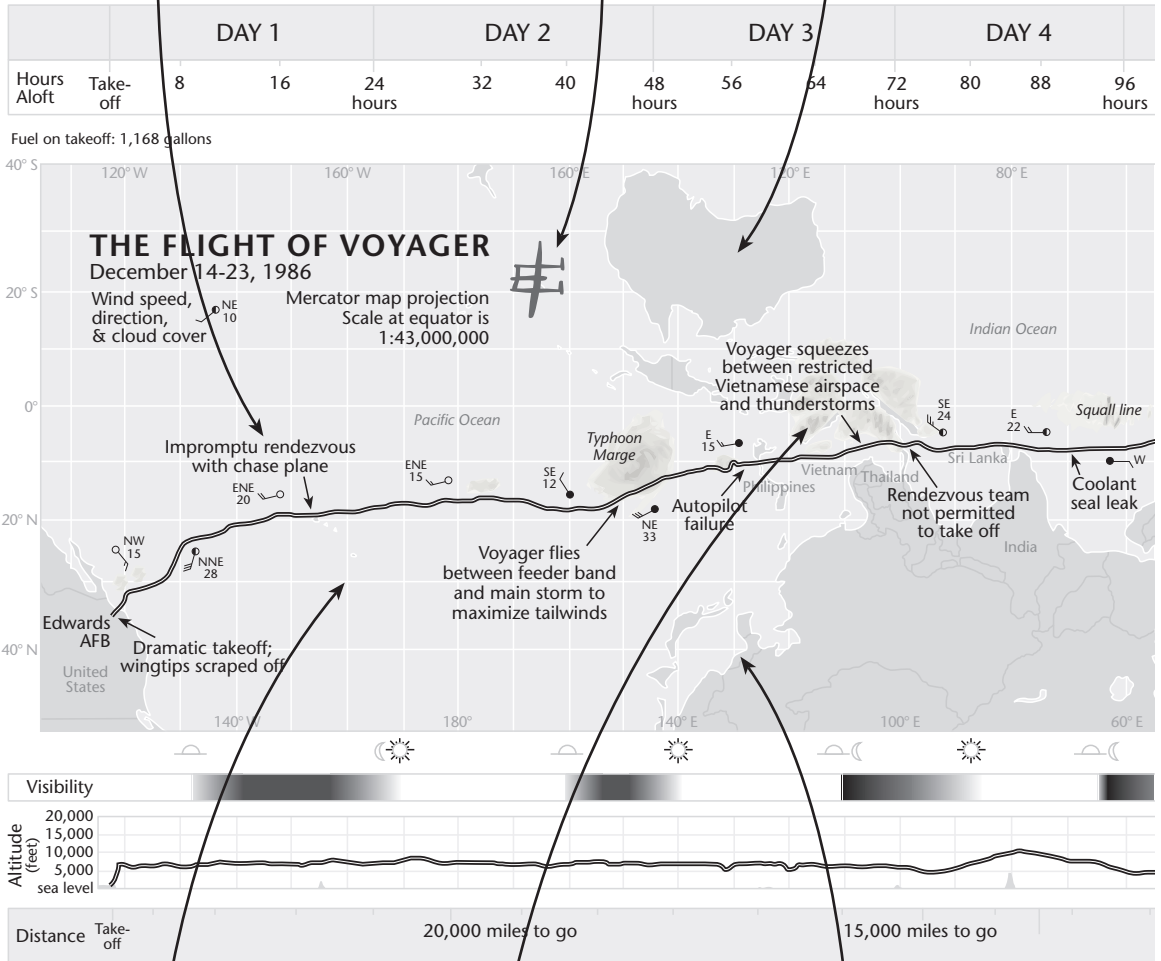 DAY 1 DAY 2 DAY 3 DAY 4
Hours Aloft
Take-off 8 16 24 hours 32 40 48 hours 56 64 72 hours 80 88 96 hours
Fuel on takeoff: 1,168 gallons
40° S 120° W 160° W 160° E 120° E 80° E
THE FLIGHT OF VOYAGER
December 14-23, 1986
Wind speed,
direction,
& cloud cover
NE
10
Mercator map projection
Scale at equator is
1:43,000,000
20° S
Indian Ocean
Voyager squeezes
between restricted
Vietnamese airspace
and thunderstorms
0°
Pacific Ocean
Typhoon
Marge
E
15
SE
24
E
22
Squall line
Impromptu rendezvous
with chase plane
ENE
20
ENE
15
SE
12
NE
33
Autopilot
failure
Philippines
Vietnam
Thailand
Sri Lanka
W
Coolant
seal leak
Rendezvous team
not permitted
to take off
India
20° N
NW
15
NNE
28
Voyager flies
between feeder band
and main storm to
maximize tailwinds
Edwards
AFB
Dramatic takeoff;
wingtips scraped off
40° N
United
States
140° W 180° 140° E 100° E 60° E
Visibility
Altitude
(feet)
20,000
15,000
10,000
5,000
sea level
Distance
Take-
off
20,000 miles to go
15,000 miles to go